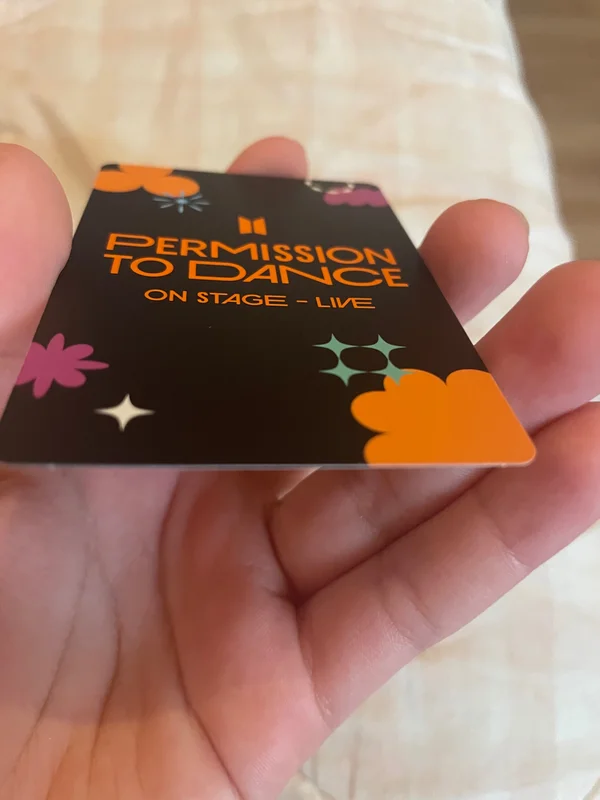 PERMISSION
TO DANCE
ON STAGE - LIVE